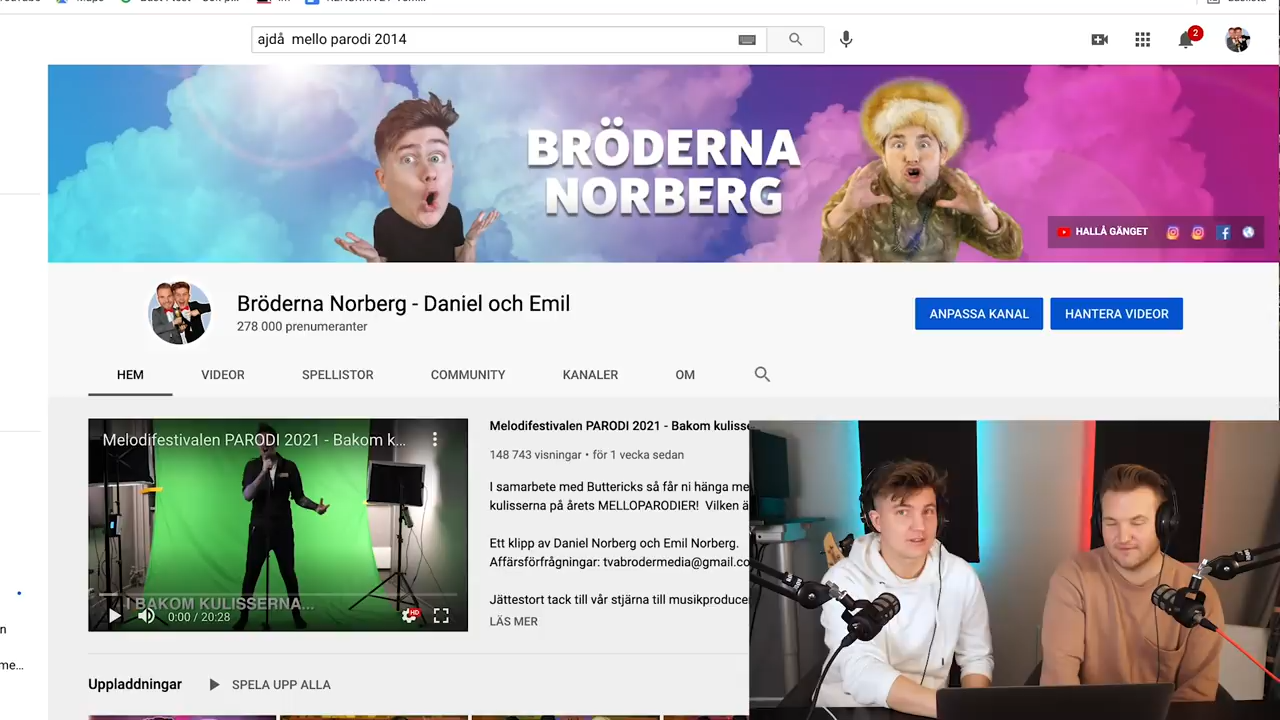 ajdå  mello parodi 2014
2
BRÖDERNA
NORBERG
HALLÅ GÄNGET
Bröderna Norberg - Daniel och Emil
278 000 prenumeranter
ANPASSA KANAL
HANTERA VIDEOR
HEM
VIDEOR
SPELLISTOR
COMMUNITY
KANALER
OM
Melodifestivalen PARODI 2021 - Bakom k...
I BAKOM KULISSERNA...
0:00 / 20:28
HD
Melodifestivalen PARODI 2021 - Bakom kulisse
148 743 visningar • för 1 vecka sedan
I samarbete med Buttericks så får ni hänga me
kulisserna på årets MELLOPARODIER!  Vilken ä
Ett klipp av Daniel Norberg och Emil Norberg.
Affärsförfrågningar: tvabrodermedia@gmail.co
Jättestort tack till vår stjärna till musikproduce
LÄS MER
n
me...
Uppladdningar
SPELA UPP ALLA